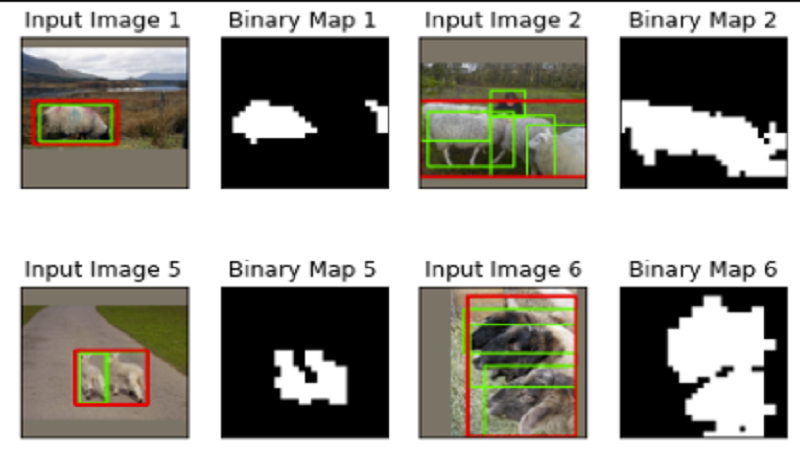 Input Image 1
Binary Map 1
Input Image 2
Binary Map 2
Input Image 5
Binary Map 5
Input Image 6
Binary Map 6